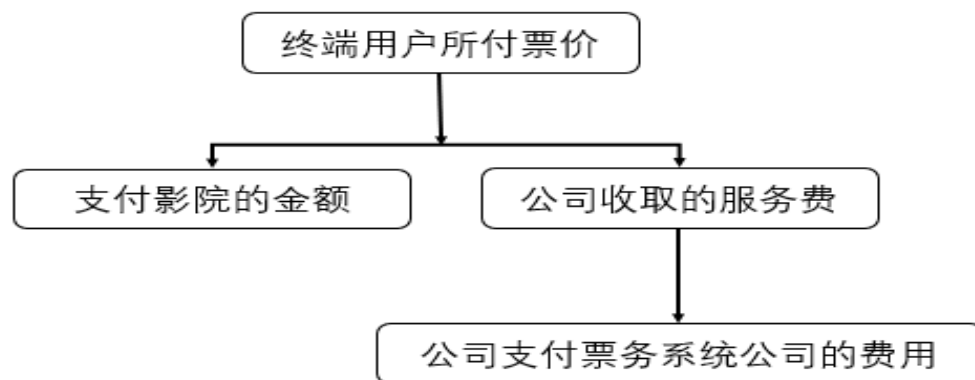 终端用户所付票价
支付影院的金额
公司收取的服务费
公司支付票务系统公司的费用